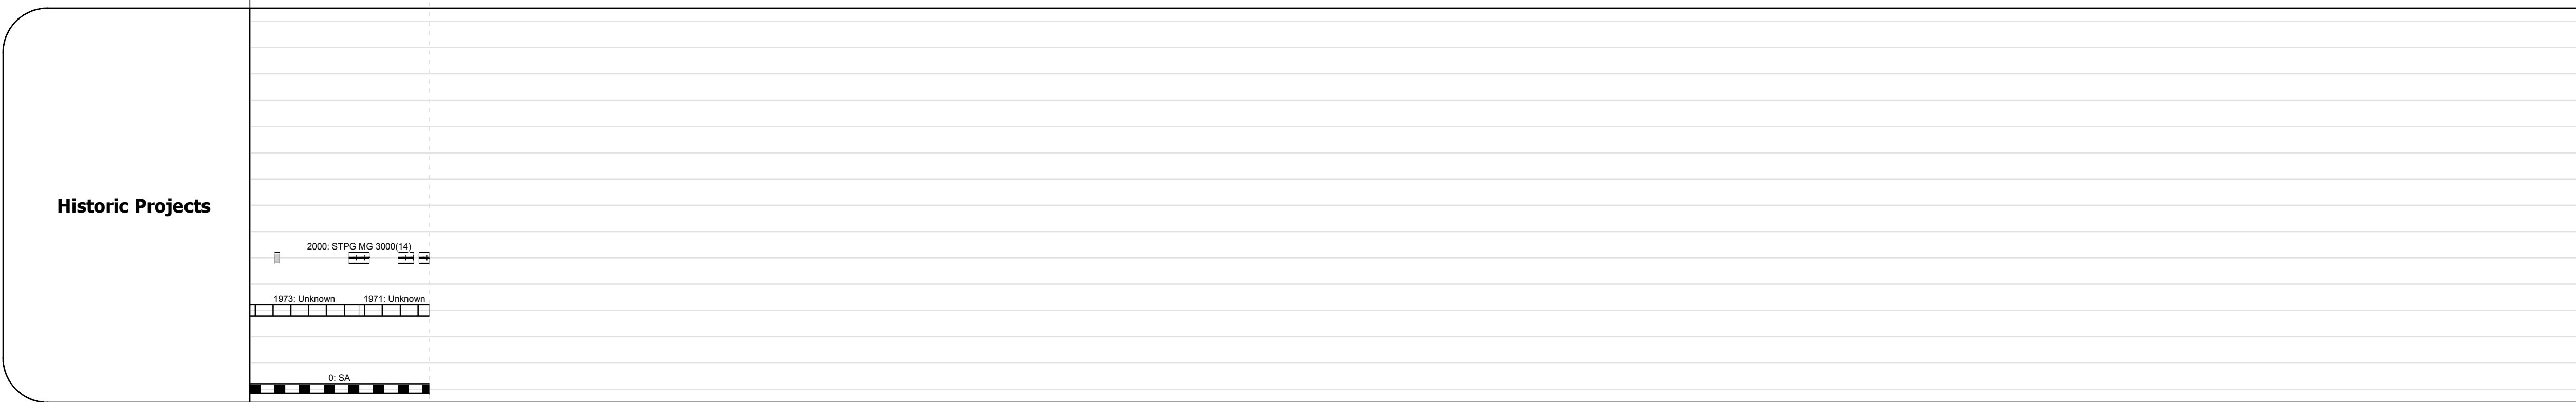 Historic Projects
2000: STPG MG 3000(14)
1973: Unknown
1971: Unknown
0: SA